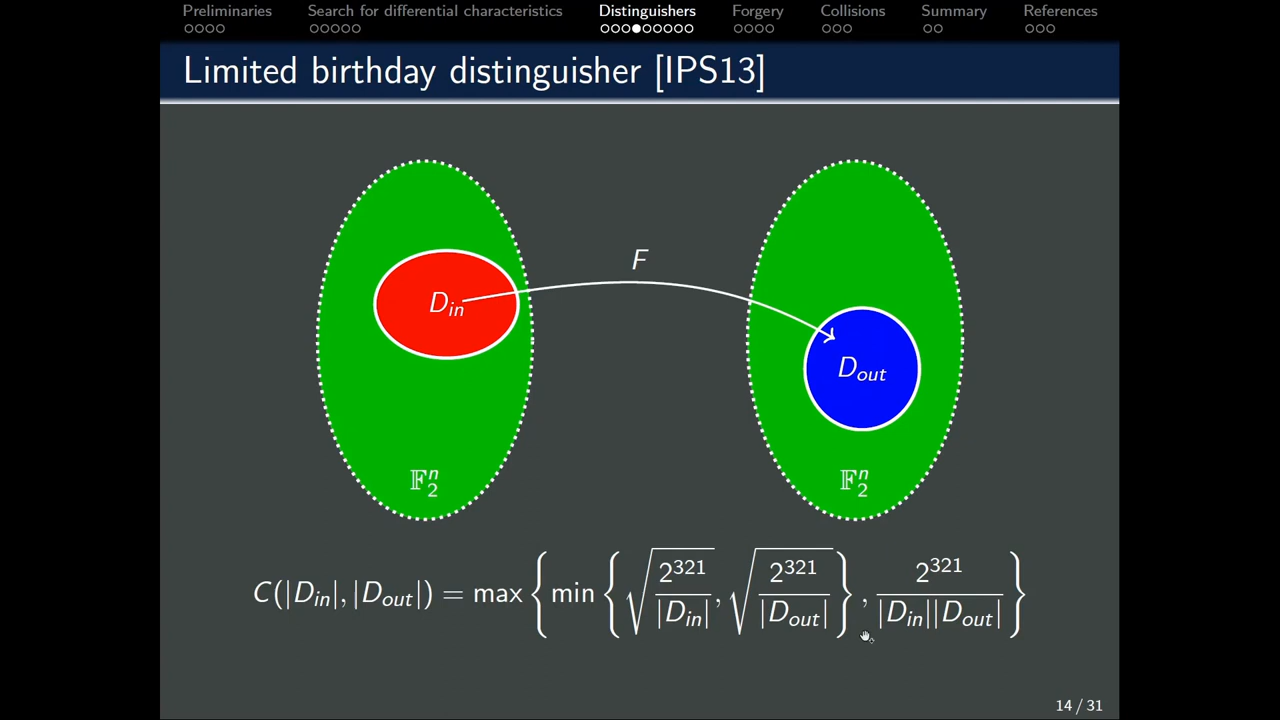 Preliminaries Search for differential characteristics Distinguishers Forgery Collisions Summary References
Limited birthday distinguisher [IPS13]
F
D_in
D_out
𝔽₂ⁿ 𝔽₂ⁿ
C(|D_in|, |D_out|) = max { min { √(2^321 / |D_in|), √(2^321 / |D_out|) }, 2^321 / (|D_in||D_out|) }
14 / 31